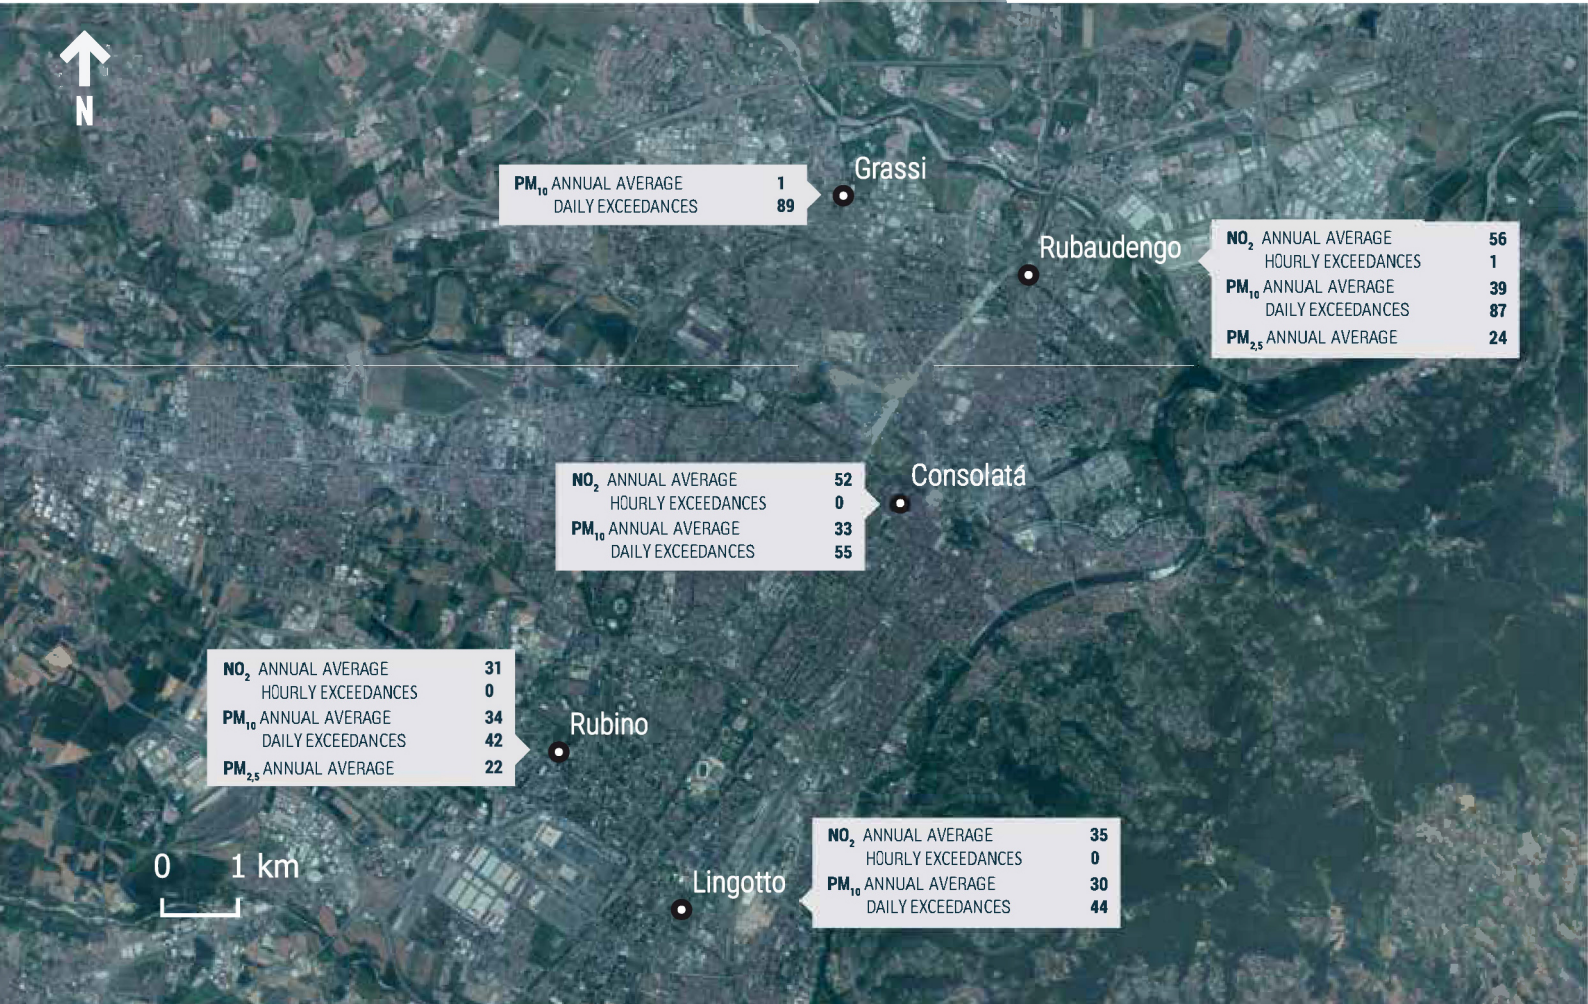 N
Grassi
PM10 ANNUAL AVERAGE 1
DAILY EXCEEDANCES 89
Rubaudengo
NO2 ANNUAL AVERAGE 56
HOURLY EXCEEDANCES 1
PM10 ANNUAL AVERAGE 39
DAILY EXCEEDANCES 87
PM2,5 ANNUAL AVERAGE 24
Consolatá
NO2 ANNUAL AVERAGE 52
HOURLY EXCEEDANCES 0
PM10 ANNUAL AVERAGE 33
DAILY EXCEEDANCES 55
NO2 ANNUAL AVERAGE 31
HOURLY EXCEEDANCES 0
PM10 ANNUAL AVERAGE 34
DAILY EXCEEDANCES 42
PM2,5 ANNUAL AVERAGE 22
Rubino
0 1 km
Lingotto
NO2 ANNUAL AVERAGE 35
HOURLY EXCEEDANCES 0
PM10 ANNUAL AVERAGE 30
DAILY EXCEEDANCES 44